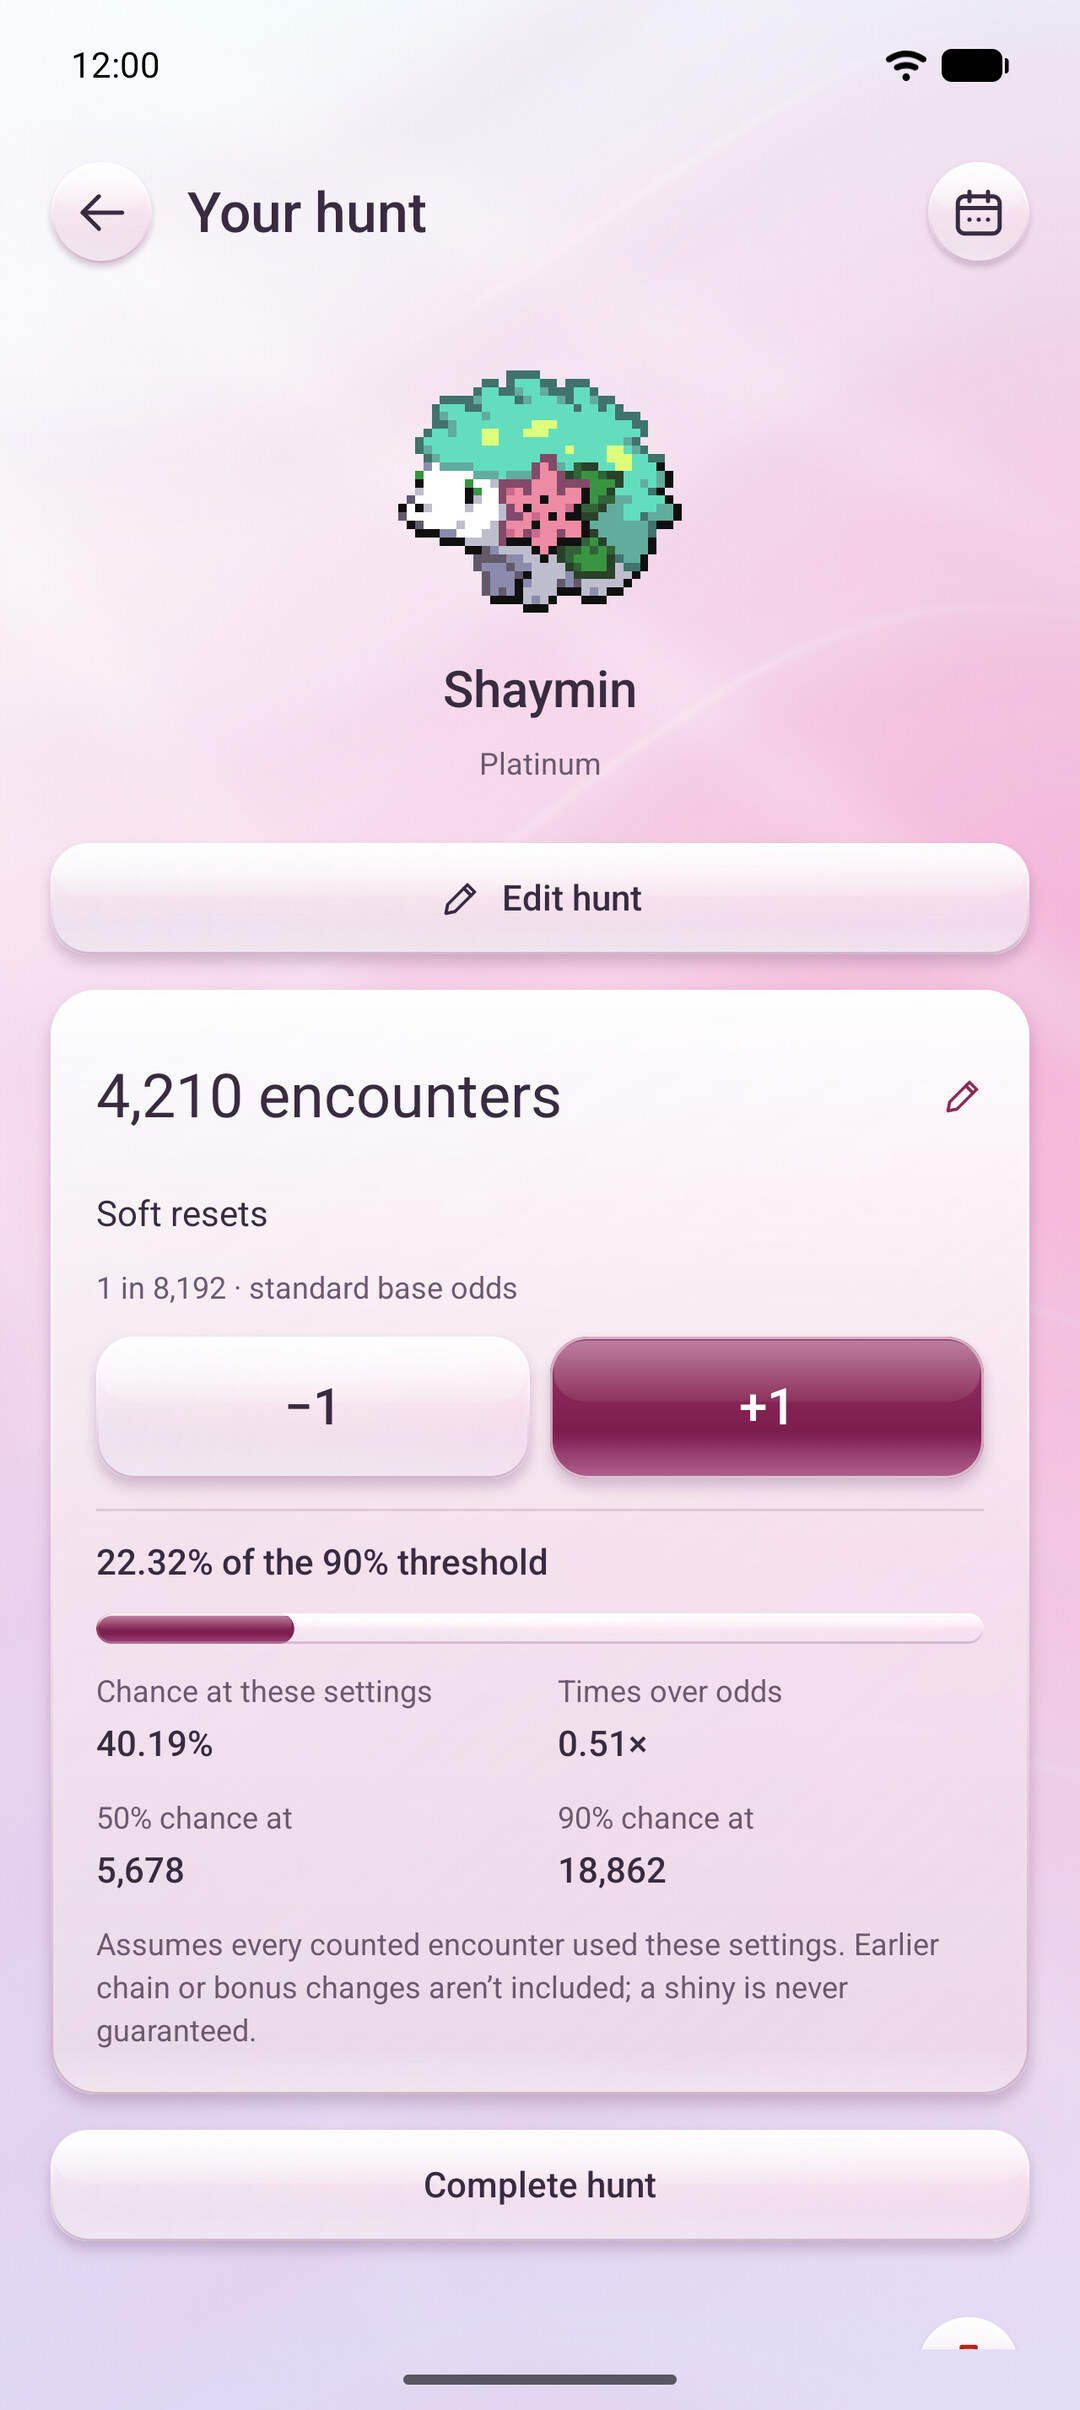 12:00
Your hunt
Shaymin
Platinum
Edit hunt
4,210 encounters
Soft resets
1 in 8,192 · standard base odds
−1
+1
22.32% of the 90% threshold
Chance at these settings
Times over odds
40.19%
0.51×
50% chance at
90% chance at
5,678
18,862
Assumes every counted encounter used these settings. Earlier
chain or bonus changes aren’t included; a shiny is never
guaranteed.
Complete hunt